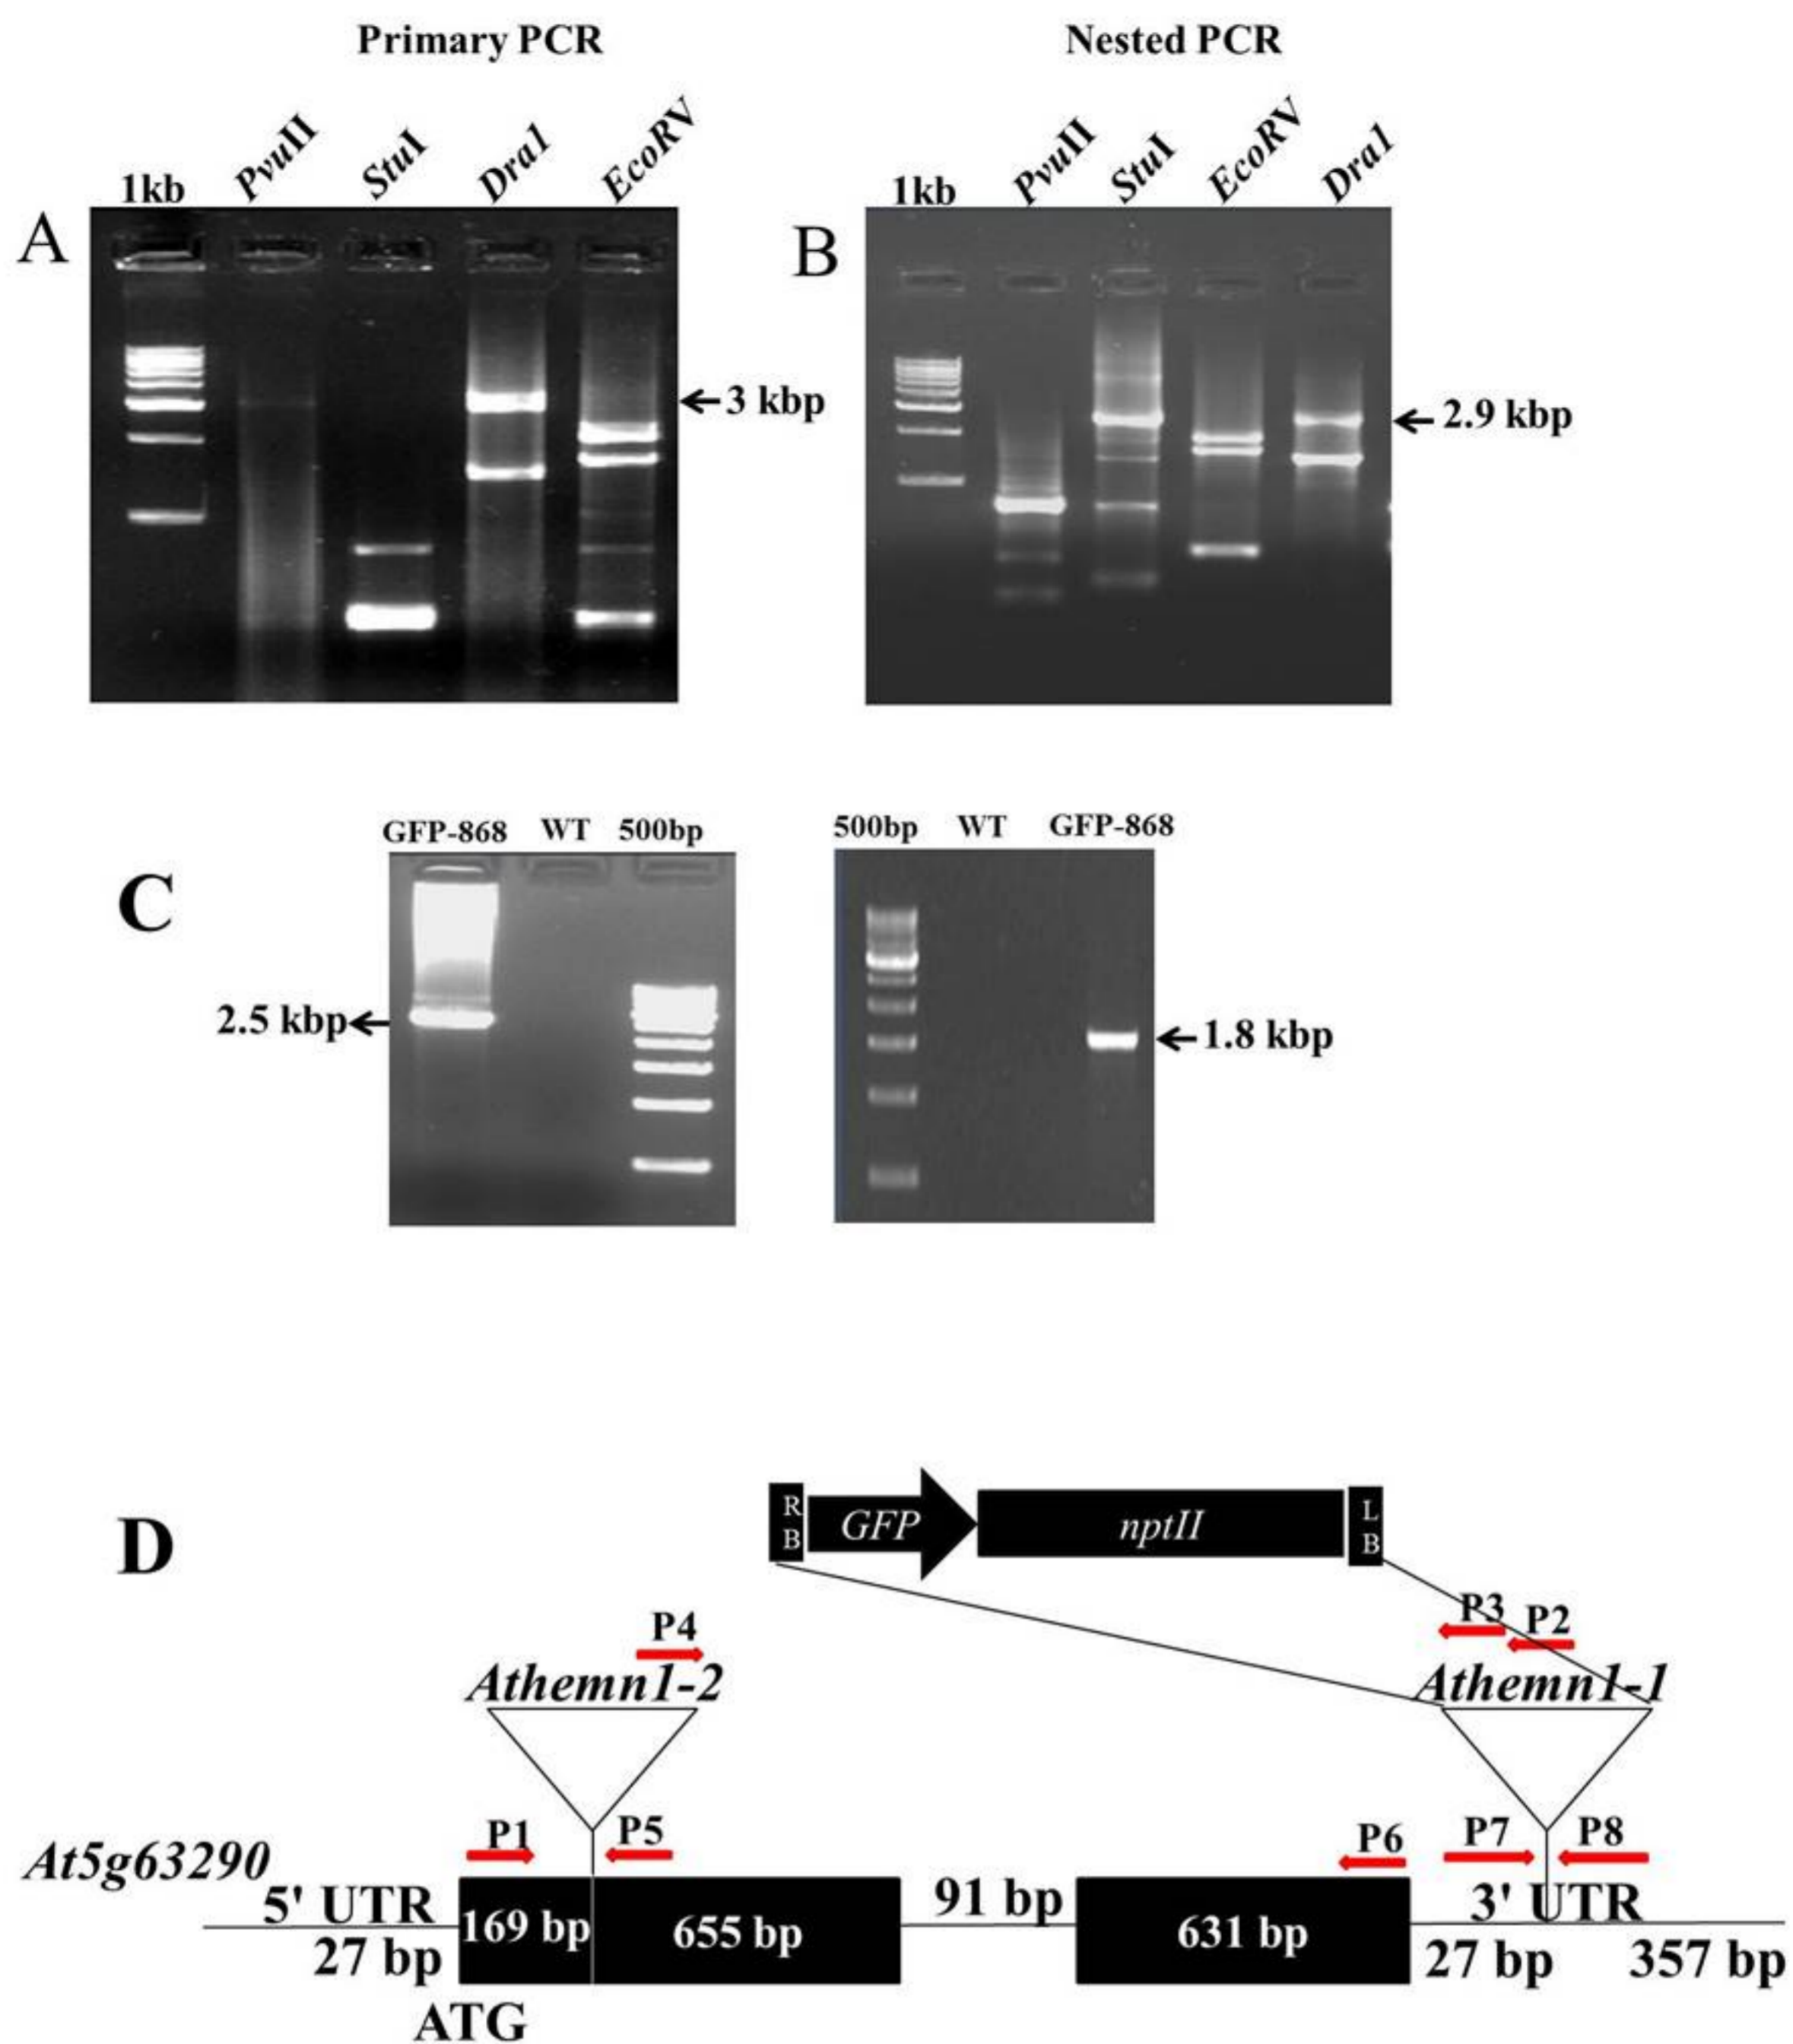 Primary PCR
Nested PCR
1kb PvuII StuI Dra1 EcoRV
1kb PvuII StuI EcoRV Dra1
A
B
3 kbp
2.9 kbp
GFP-868 WT 500bp
500bp WT GFP-868
C
2.5 kbp
1.8 kbp
D
RB GFP nptII LB
P3 P2
P4
Athemn1-2
Athemn1-1
P1 P5 P6 P7 P8
At5g63290
5' UTR 91 bp 3' UTR
169 bp 655 bp 631 bp
27 bp 27 bp 357 bp
ATG